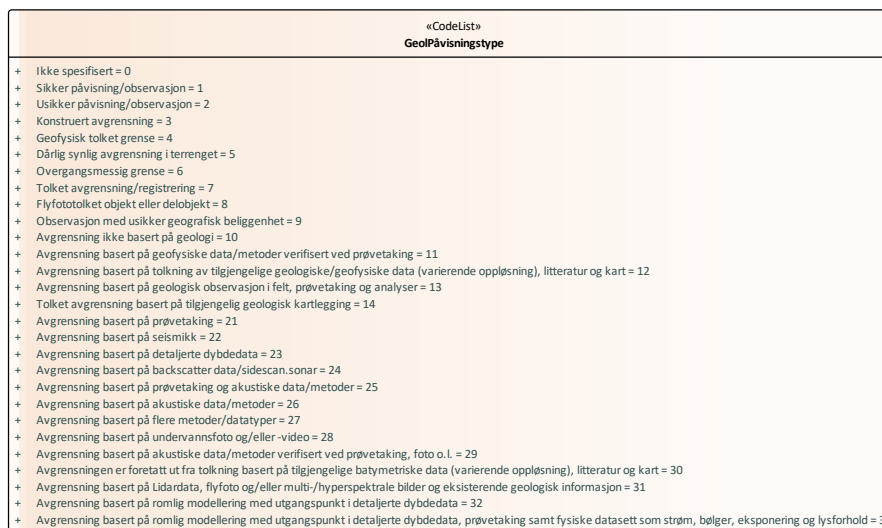 «CodeList»
GeolPåvisningstype
+ Ikke spesifisert = 0
+ Sikker påvisning/observasjon = 1
+ Usikker påvisning/observasjon = 2
+ Konstruert avgrensning = 3
+ Geofysisk tolket grense = 4
+ Dårlig synlig avgrensning i terrenget = 5
+ Overgangsmessig grense = 6
+ Tolket avgrensning/registrering = 7
+ Flyfototolket objekt eller delobjekt = 8
+ Observasjon med usikker geografisk beliggenhet = 9
+ Avgrensning ikke basert på geologi = 10
+ Avgrensning basert på geofysiske data/metoder verifisert ved prøvetaking = 11
+ Avgrensning basert på tolkning av tilgjengelige geologiske/geofysiske data (varierende oppløsning), litteratur og kart = 12
+ Avgrensning basert på geologisk observasjon i felt, prøvetaking og analyser = 13
+ Tolket avgrensning basert på tilgjengelig geologisk kartlegging = 14
+ Avgrensning basert på prøvetaking = 21
+ Avgrensning basert på seismikk = 22
+ Avgrensning basert på detaljerte dybdedata = 23
+ Avgrensning basert på backscatter data/sidescan.sonar = 24
+ Avgrensning basert på prøvetaking og akustiske data/metoder = 25
+ Avgrensning basert på akustiske data/metoder = 26
+ Avgrensning basert på flere metoder/datatyper = 27
+ Avgrensning basert på undervannsfoto og/eller -video = 28
+ Avgrensning basert på akustiske data/metoder verifisert ved prøvetaking, foto o.l. = 29
+ Avgrensningen er foretatt ut fra tolkning basert på tilgjengelige batymetriske data (varierende oppløsning), litteratur og kart = 30
+ Avgrensning basert på Lidardata, flyfoto og/eller multi-/hyperspektrale bilder og eksisterende geologisk informasjon = 31
+ Avgrensning basert på romlig modellering med utgangspunkt i detaljerte dybdedata = 32
+ Avgrensning basert på romlig modellering med utgangspunkt i detaljerte dybdedata, prøvetaking samt fysiske datasett som strøm, bølger, eksponering og lysforhold =